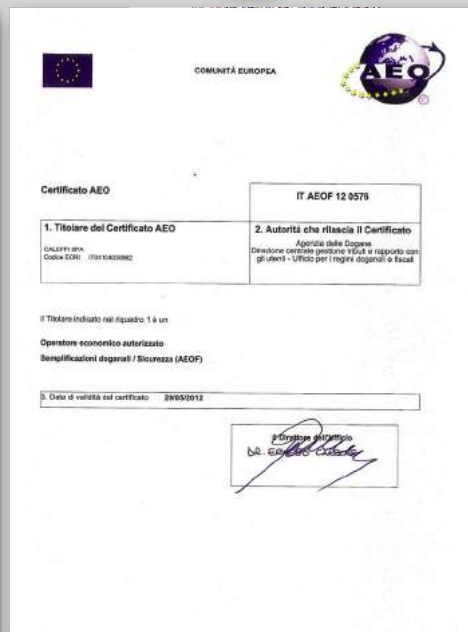 COMUNITÀ EUROPEA
AEO
©
Certificato AEO
IT AEOF 12 0576
1. Titolare del Certificato AEO
CALEFFI SPA
Codice EORI
2. Autorità che rilascia il Certificato
Agenzia delle Dogane
Direzione centrale gestione tributi e rapporto con
gli utenti - Ufficio per i regimi doganali e fiscali
Il Titolare indicato nel riquadro 1 è un
Operatore economico autorizzato
Semplificazioni doganali / Sicurezza (AEOF)
3. Data di validità del certificato 29/05/2012
Il Direttore dell'Ufficio
DR.